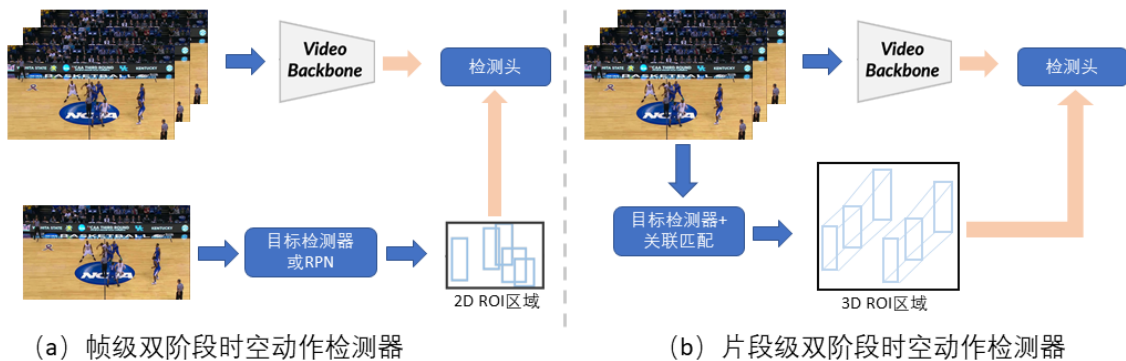 Video
Backbone
检测头
目标检测器
或RPN
2D ROI区域
（a）帧级双阶段时空动作检测器
Video
Backbone
检测头
目标检测器+
关联匹配
3D ROI区域
（b）片段级双阶段时空动作检测器